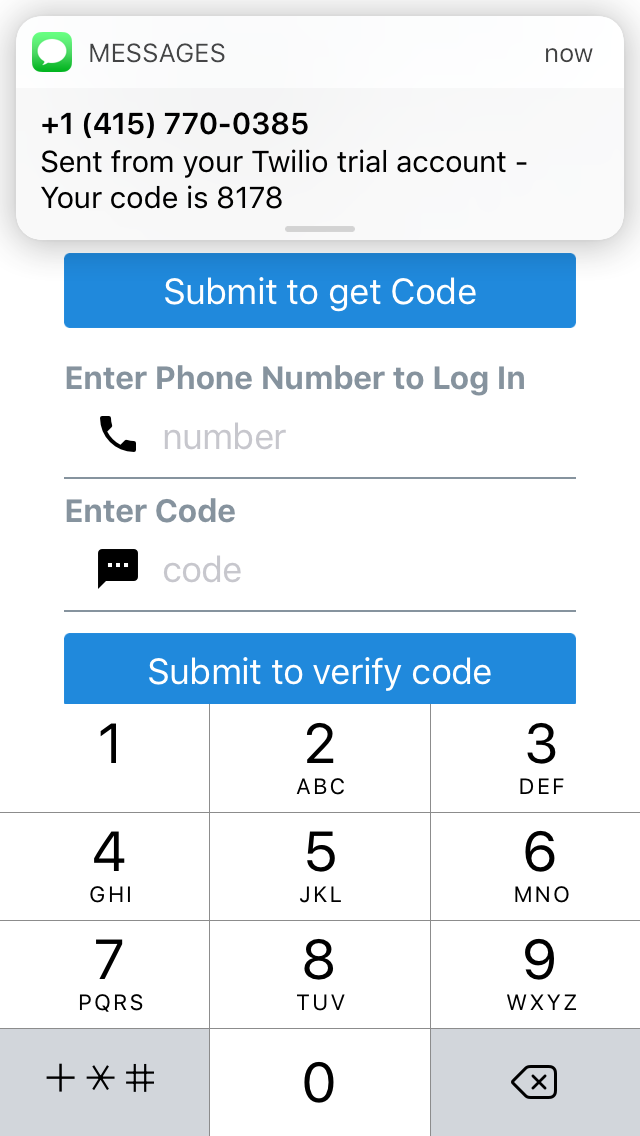 MESSAGES now
+1 (415) 770-0385
Sent from your Twilio trial account -
Your code is 8178
Submit to get Code
Enter Phone Number to Log In
number
Enter Code
code
Submit to verify code
1 2 3
ABC DEF
4 5 6
GHI JKL MNO
7 8 9
PQRS TUV WXYZ
+ * # 0